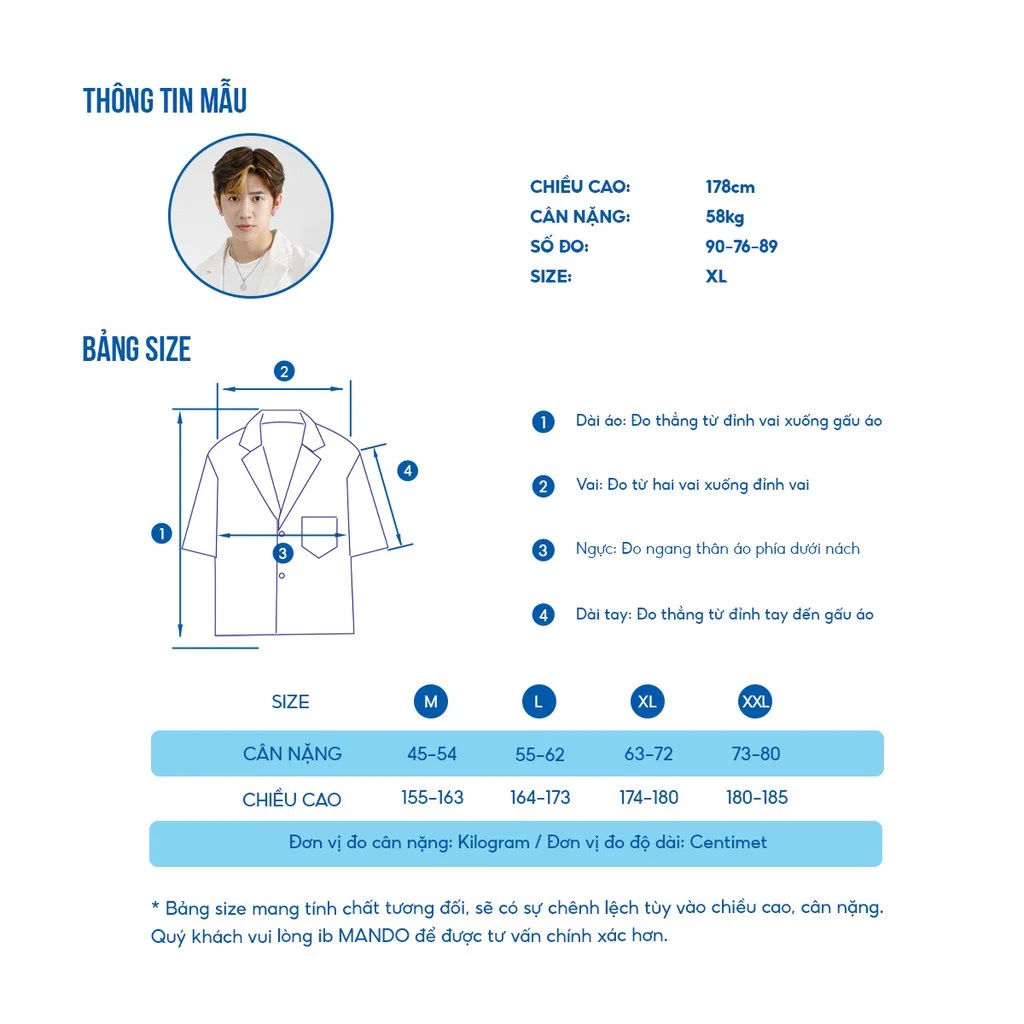 THÔNG TIN MẪU
CHIỀU CAO: 178cm
CÂN NẶNG: 58kg
SỐ ĐO: 90-76-89
SIZE: XL
BẢNG SIZE
2
4
1
3
1 Dài áo: Đo thẳng từ đỉnh vai xuống gấu áo
2 Vai: Đo từ hai vai xuống đỉnh vai
3 Ngực: Đo ngang thân áo phía dưới nách
4 Dài tay: Đo thẳng từ đỉnh tay đến gấu áo
SIZE M L XL XXL
CÂN NẶNG 45-54 55-62 63-72 73-80
CHIỀU CAO 155-163 164-173 174-180 180-185
Đơn vị đo cân nặng: Kilogram / Đơn vị đo độ dài: Centimet
* Bảng size mang tính chất tương đối, sẽ có sự chênh lệch tùy vào chiều cao, cân nặng.
Quý khách vui lòng ib MANDO để được tư vấn chính xác hơn.